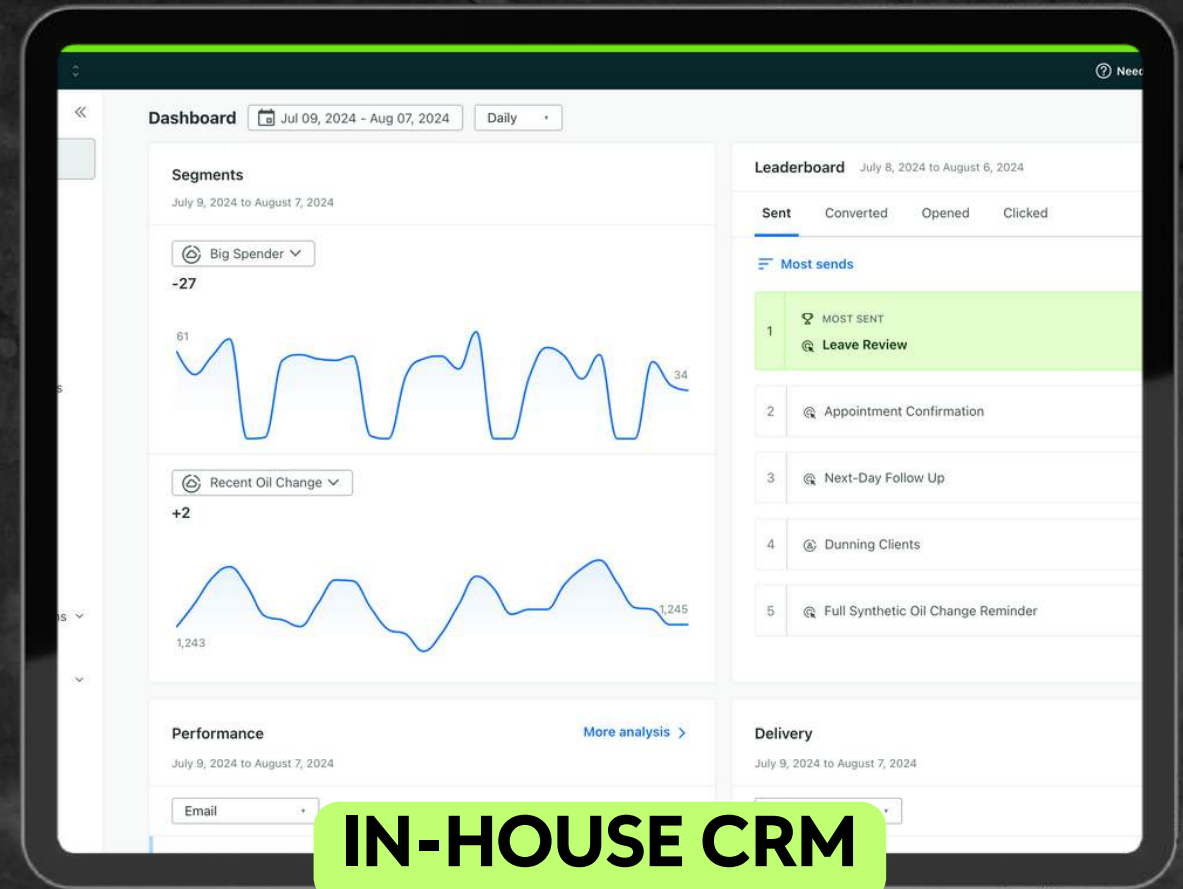 Need
Dashboard
Jul 09, 2024 - Aug 07, 2024
Daily
Segments
July 9, 2024 to August 7, 2024
Big Spender
-27
61
34
Recent Oil Change
+2
1,243
1,245
Leaderboard
July 8, 2024 to August 6, 2024
Sent
Converted
Opened
Clicked
Most sends
1
MOST SENT
Leave Review
2
Appointment Confirmation
3
Next-Day Follow Up
4
Dunning Clients
5
Full Synthetic Oil Change Reminder
s
ns
Performance
More analysis
July 9, 2024 to August 7, 2024
Email
Delivery
July 9, 2024 to August 7, 2024
IN-HOUSE CRM